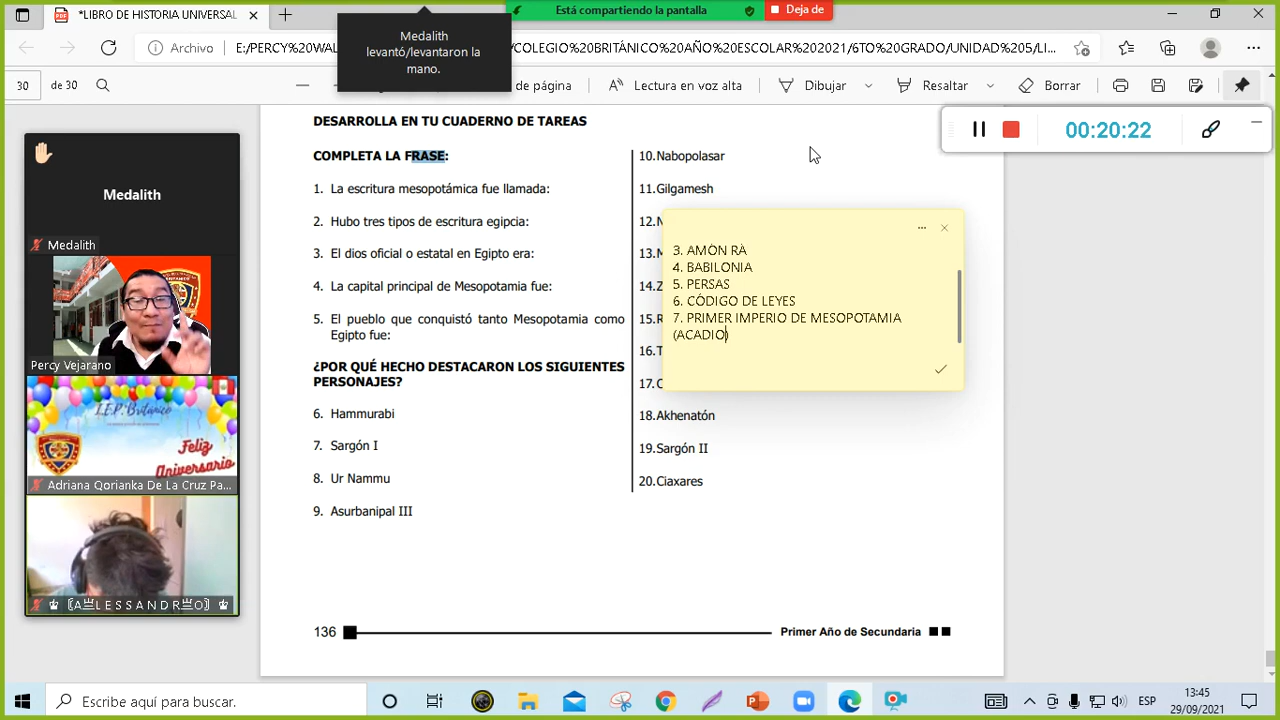 *LIBRO DE HISTORIA UNIVERSAL
Está compartiendo la pantalla
Deja de
Medalith
levantó/levantaron la
mano.
Archivo
E:/PERCY%20WAL
/COLEGIO%20BRITÁNICO%20AÑO%20ESCOLAR%202021/6TO%20GRADO/UNIDAD%205/LI...
30
de 30
de página
Lectura en voz alta
Dibujar
Resaltar
Borrar
00:20:22
Medalith
Medalith
Percy Vejarano
I.E.P. Británico
Feliz
Aniversario
Adriana Qorianka De La Cruz Pa...
A L E S S A N D R O
DESARROLLA EN TU CUADERNO DE TAREAS
COMPLETA LA FRASE:
1. La escritura mesopotámica fue llamada:
2. Hubo tres tipos de escritura egipcia:
3. El dios oficial o estatal en Egipto era:
4. La capital principal de Mesopotamia fue:
5. El pueblo que conquistó tanto Mesopotamia como
Egipto fue:
¿POR QUÉ HECHO DESTACARON LOS SIGUIENTES
PERSONAJES?
6. Hammurabi
7. Sargón I
8. Ur Nammu
9. Asurbanipal III
10.Nabopolasar
11.Gilgamesh
12.N
13.
14.Z
15.R
16.T
17.C
18.Akhenatón
19.Sargón II
20.Ciaxares
3. AMÓN RÁ
4. BABILONIA
5. PERSAS
6. CÓDIGO DE LEYES
7. PRIMER IMPERIO DE MESOPOTAMIA
(ACADIO)
136
Primer Año de Secundaria
Escribe aquí para buscar
ESP
13:45
29/09/2021